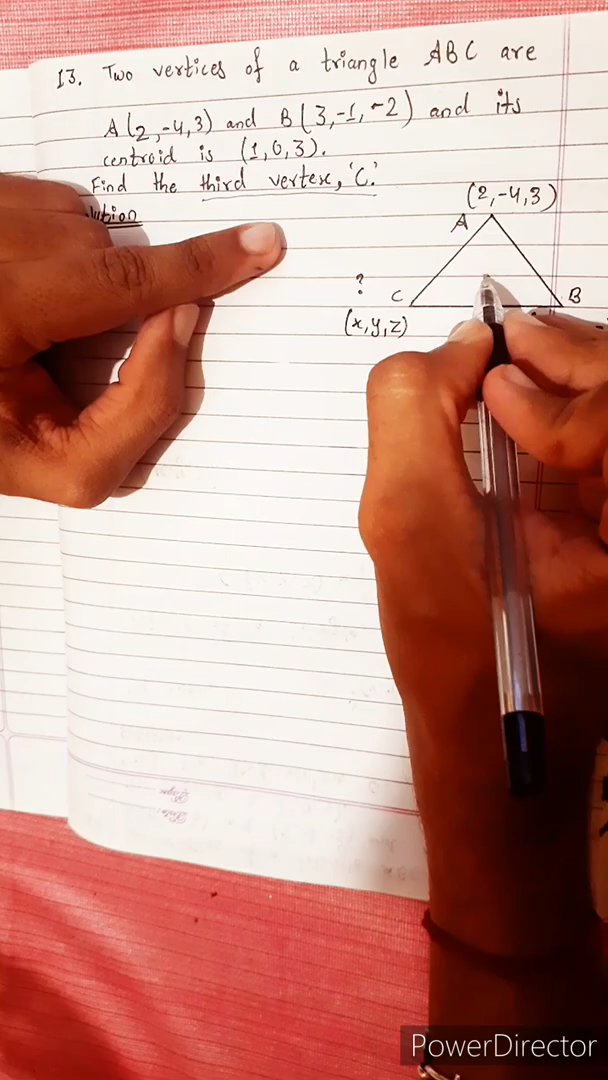 13. Two vertices of a triangle ABC are
A(2,-4,3) and B(3,-1,-2) and its
centroid is (1,0,3).
Find the third vertex, 'C.'
(2,-4,3)
A
?
C
B
(x,y,z)
PowerDirector